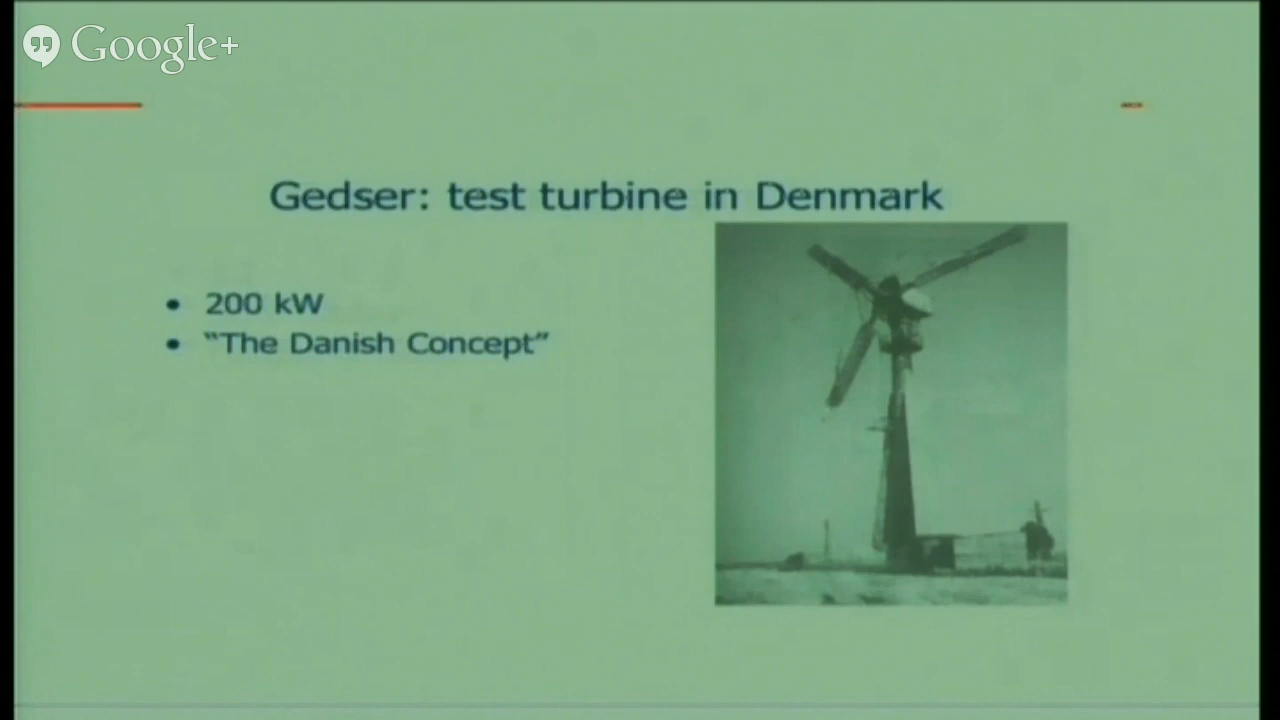 Google+
Gedser: test turbine in Denmark
• 200 kW
• “The Danish Concept”